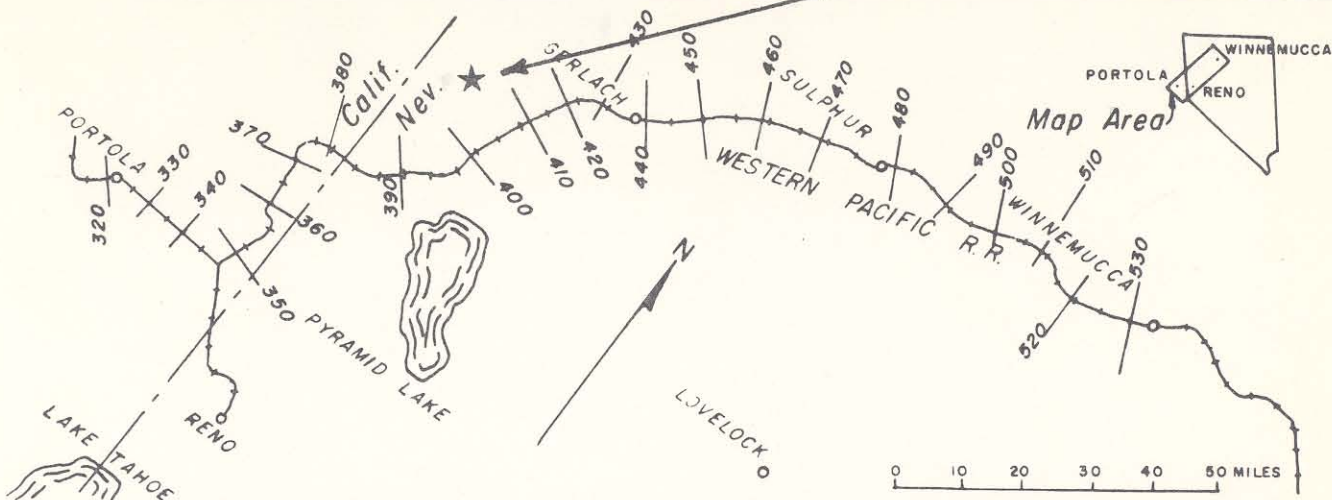 PORTOLA
320
330
340
350
360
370
380
Calif.
Nev.
390
400
410
420
GERLACH
430
440
450
460
SULPHUR
470
480
490
500
WINNEMUCCA
510
520
530
WESTERN PACIFIC R.R.
PYRAMID LAKE
RENO
LAKE TAHOE
N
LOVELOCK
WINNEMUCCA
PORTOLA
RENO
Map Area
0 10 20 30 40 50 MILES